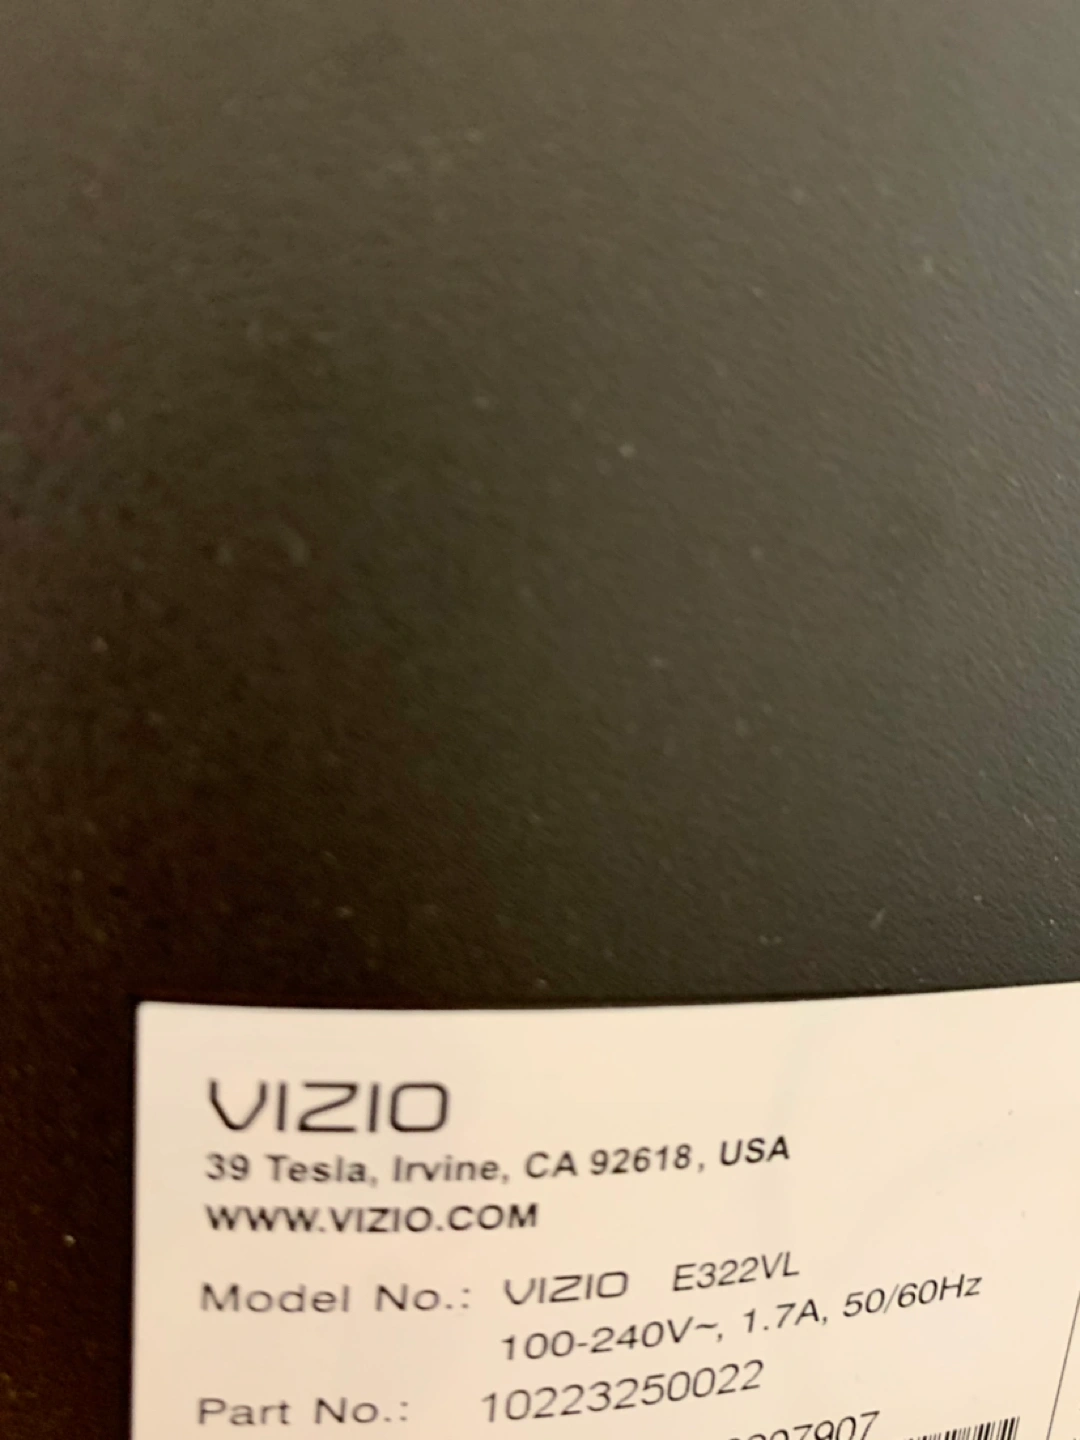 VIZIO
39 Tesla, Irvine, CA 92618, USA
WWW.VIZIO.COM
Model No.: VIZIO E322VL
100-240V~, 1.7A, 50/60Hz
Part No.: 10223250022